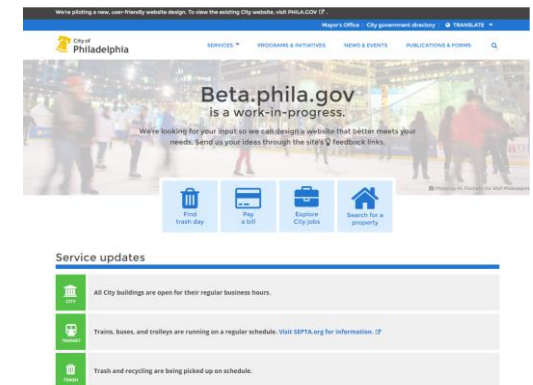 We're piloting a new, user-friendly website design. To view the existing City website, visit PHILA.GOV
Mayor's Office | City government directory | TRANSLATE
City of
Philadelphia
SERVICES
PROGRAMS & INITIATIVES
NEWS & EVENTS
PUBLICATIONS & FORMS
Beta.phila.gov
is a work-in-progress.
We're looking for your input so we can design a website that better meets your
needs. Send us your ideas through the site's feedback links.
Photo by M. Fischetti for Visit Philadelphia
Find
trash day
Pay
a bill
Explore
City jobs
Search for a
property
Service updates
CITY
All City buildings are open for their regular business hours.
TRANSIT
Trains, buses, and trolleys are running on a regular schedule. Visit SEPTA.org for information.
TRASH
Trash and recycling are being picked up on schedule.